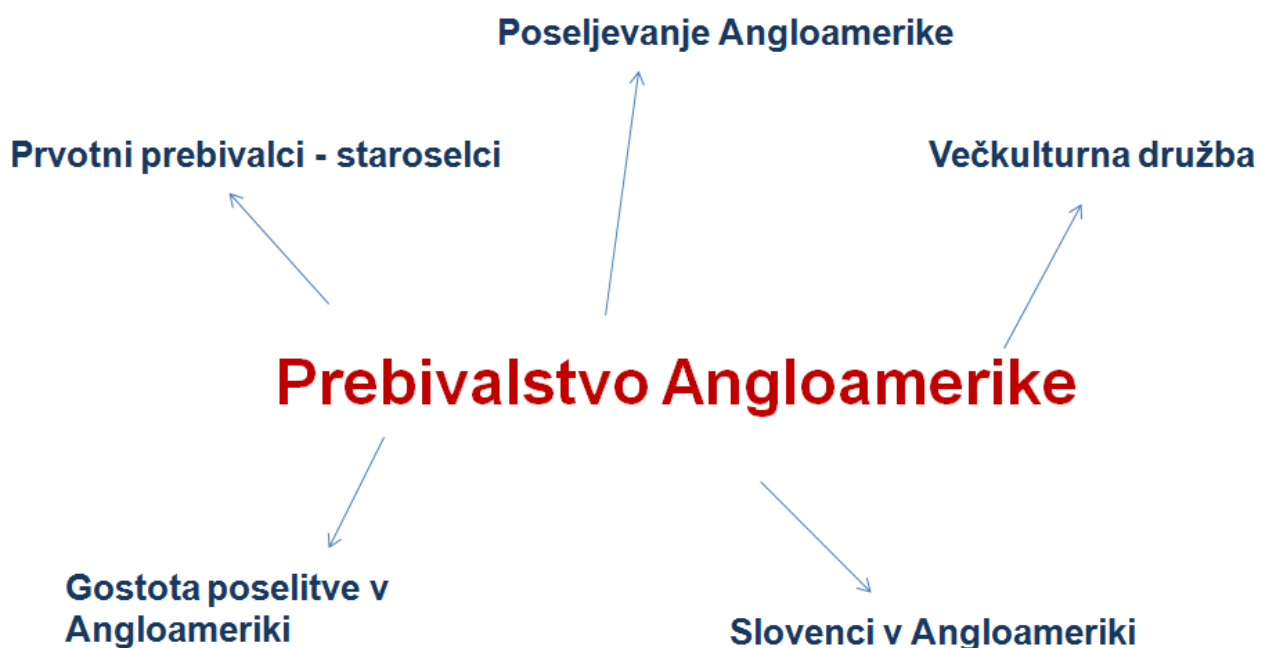 Poseljevanje Angloamerike
Prvotni prebivalci - staroselci
Večkulturna družba
Prebivalstvo Angloamerike
Gostota poselitve v
Angloameriki
Slovenci v Angloameriki